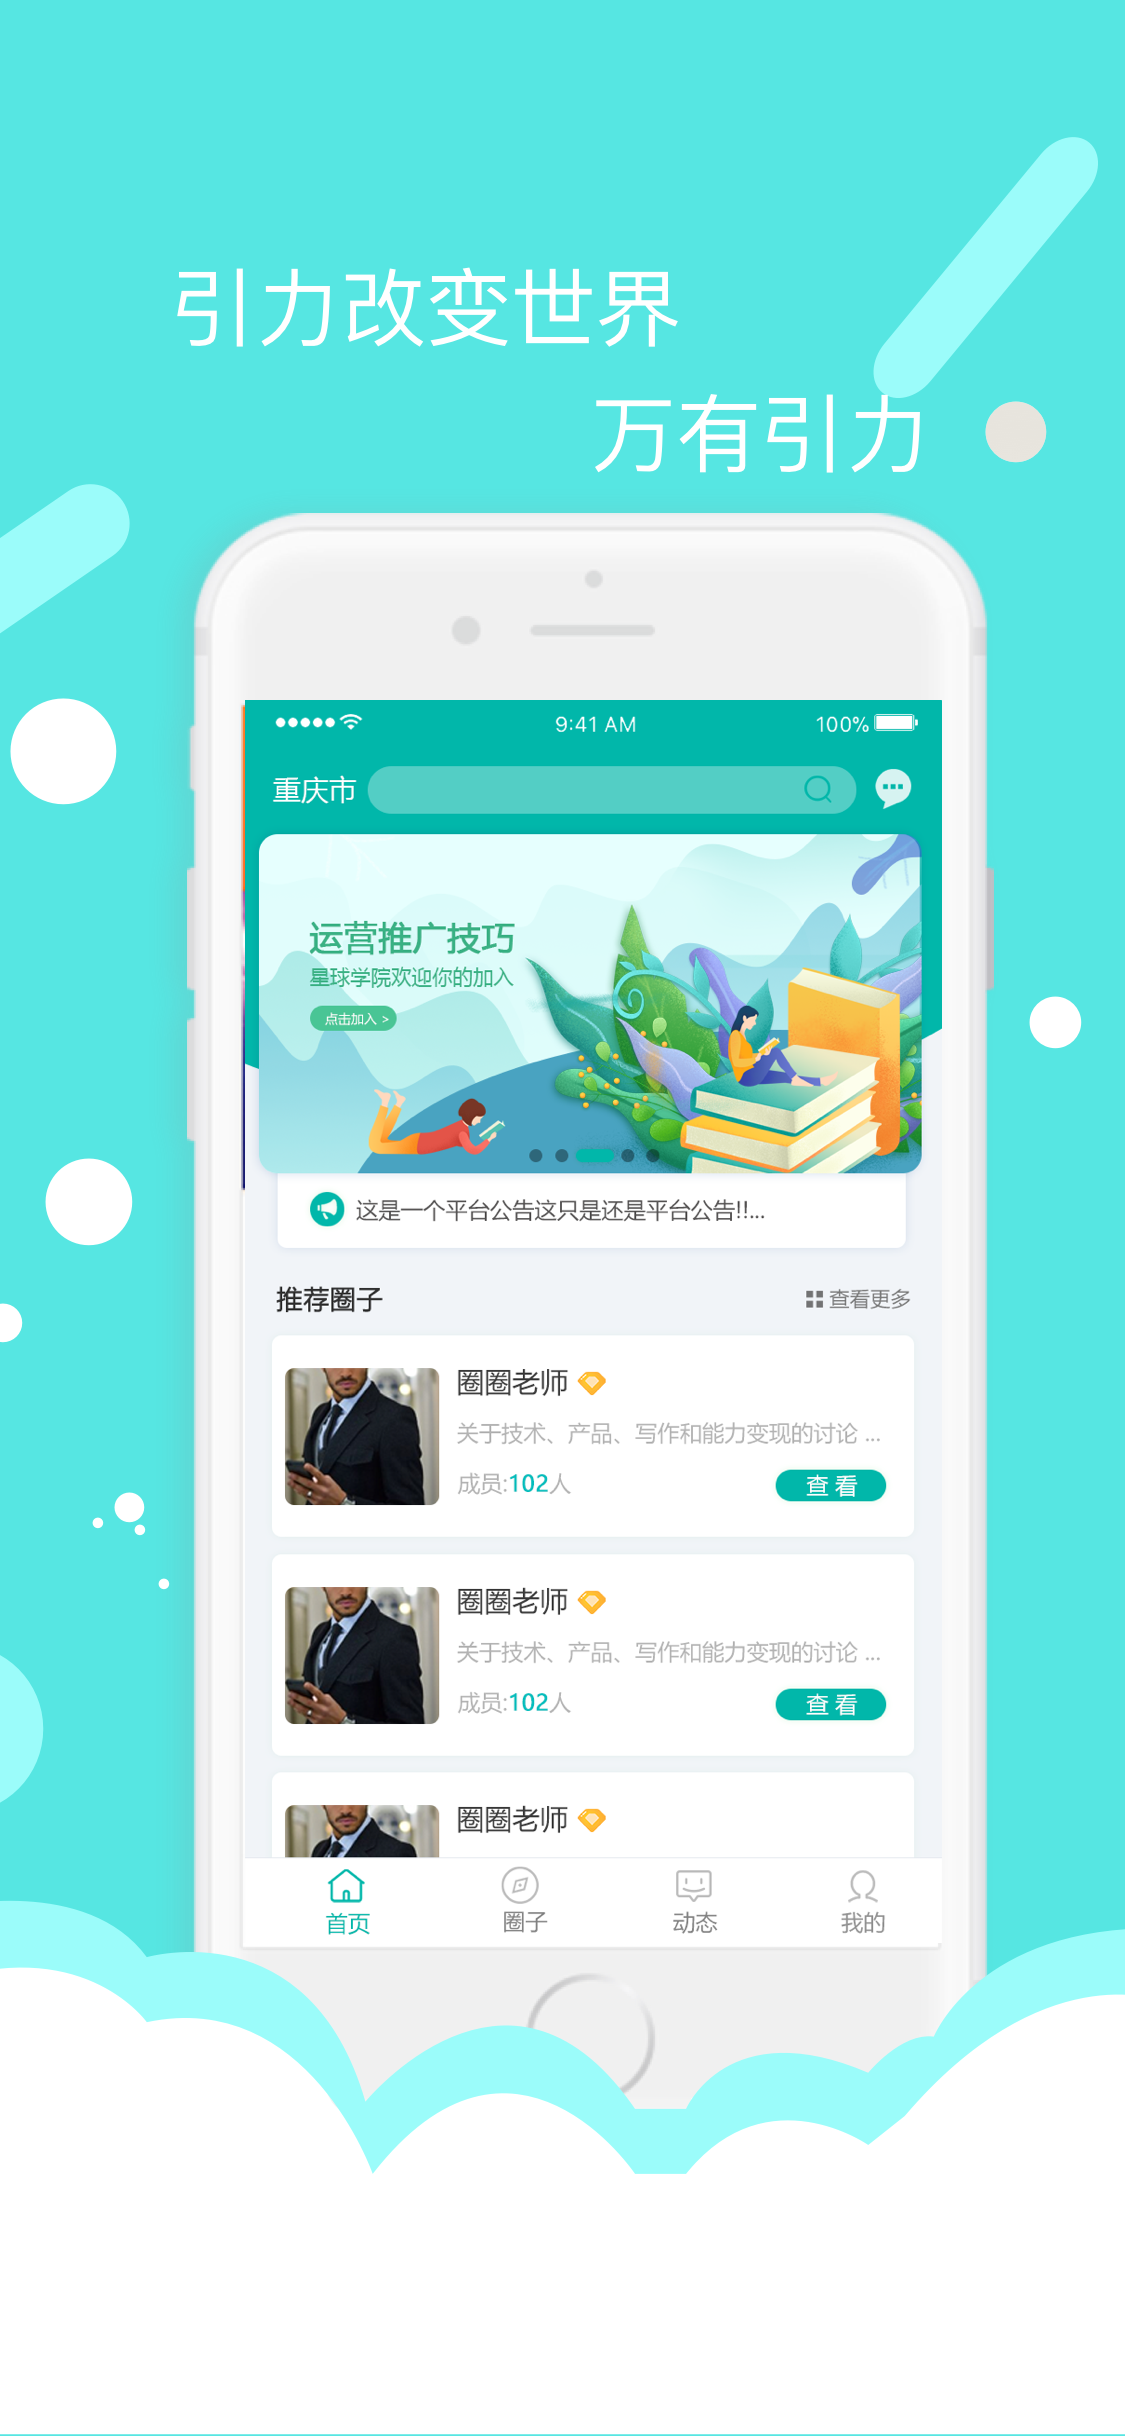 引力改变世界
万有引力
9:41 AM
100%
重庆市
运营推广技巧
星球学院欢迎你的加入
点击加入 >
这是一个平台公告这只是还是平台公告!!...
推荐圈子
查看更多
圈圈老师
关于技术、产品、写作和能力变现的讨论 ...
成员:102人
查 看
圈圈老师
关于技术、产品、写作和能力变现的讨论 ...
成员:102人
查 看
圈圈老师
首页
圈子
动态
我的